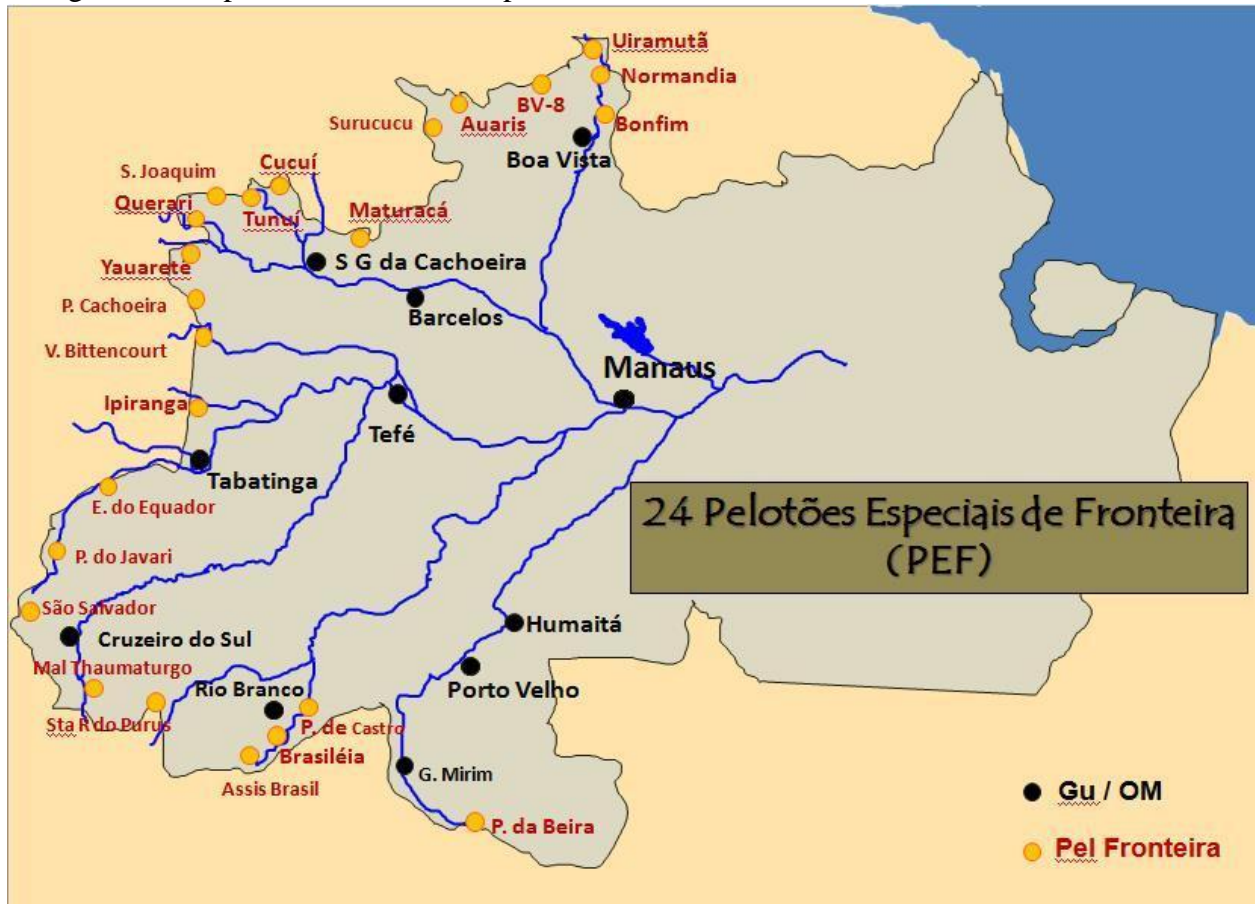 Uiramutã
Normandia
BV-8
Bonfim
Auaris
Surucucu
Boa Vista
Cucuí
S. Joaquim
Querari
Tunuí
Maturacá
S G da Cachoeira
Yauarete
P. Cachoeira
Barcelos
V. Bittencourt
Manaus
Ipiranga
Tefé
Tabatinga
E. do Equador
24 Pelotões Especiais de Fronteira
(PEF)
P. do Javari
São Salvador
Cruzeiro do Sul
Humaitá
Mal Thaumaturgo
Rio Branco
Porto Velho
Sta R do Purus
P. de Castro
Brasiléia
Assis Brasil
G. Mirim
P. da Beira
Gu / OM
Pel Fronteira